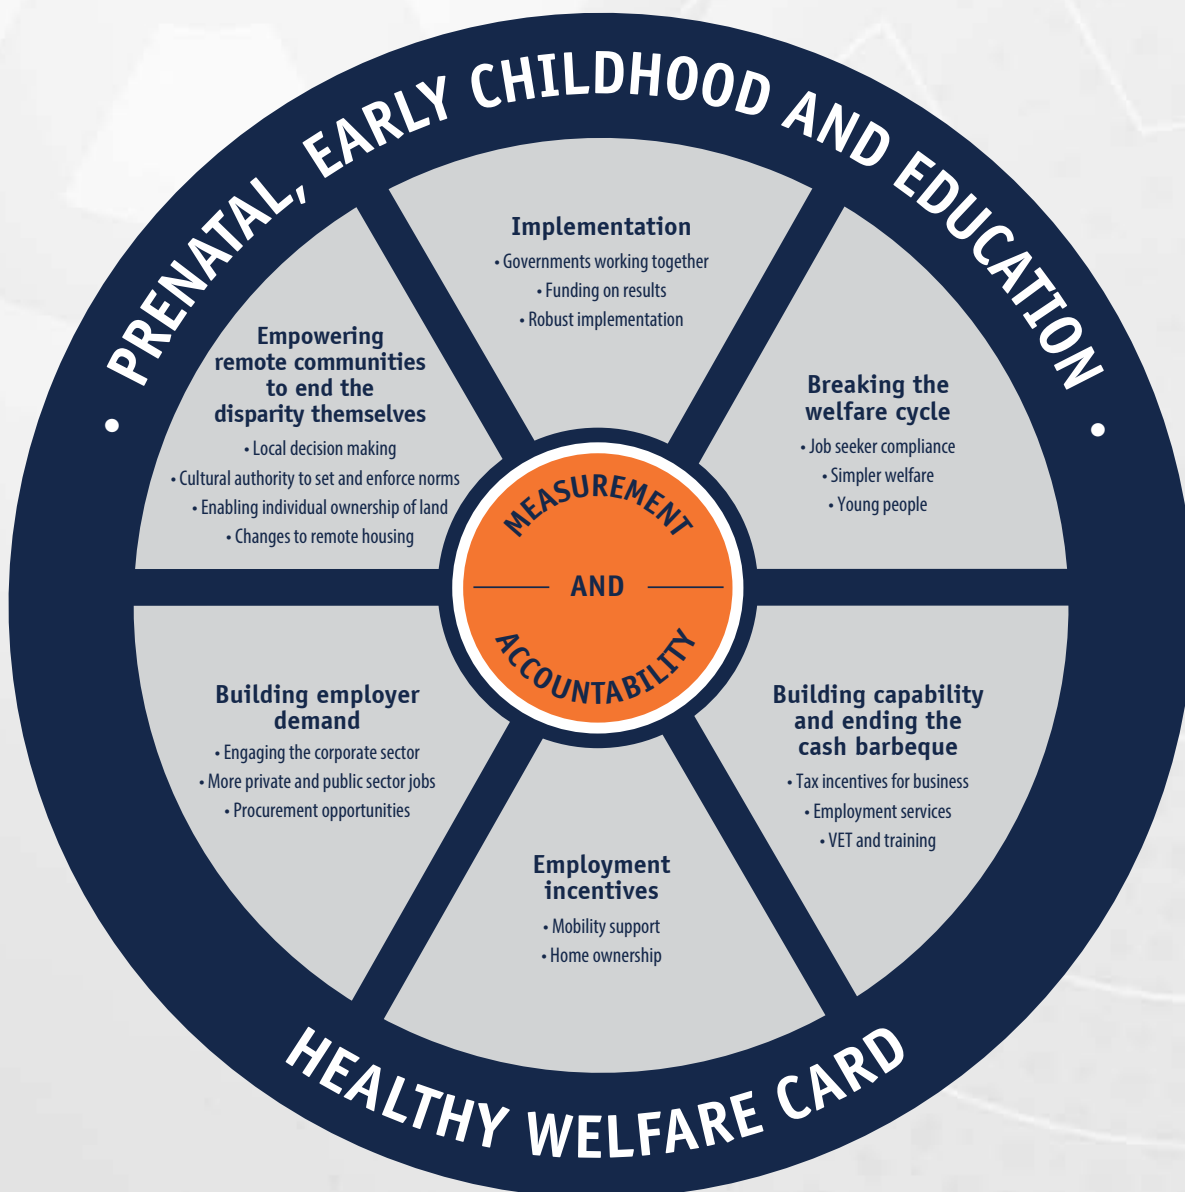 PRENATAL, EARLY CHILDHOOD AND EDUCATION
Implementation
• Governments working together
• Funding on results
• Robust implementation
Breaking the
welfare cycle
• Job seeker compliance
• Simpler welfare
• Young people
Building capability
and ending the
cash barbeque
• Tax incentives for business
• Employment services
• VET and training
Employment
incentives
• Mobility support
• Home ownership
Building employer
demand
• Engaging the corporate sector
• More private and public sector jobs
• Procurement opportunities
Empowering
remote communities
to end the
disparity themselves
• Local decision making
• Cultural authority to set and enforce norms
• Enabling individual ownership of land
• Changes to remote housing
MEASUREMENT
AND
ACCOUNTABILITY
HEALTHY WELFARE CARD